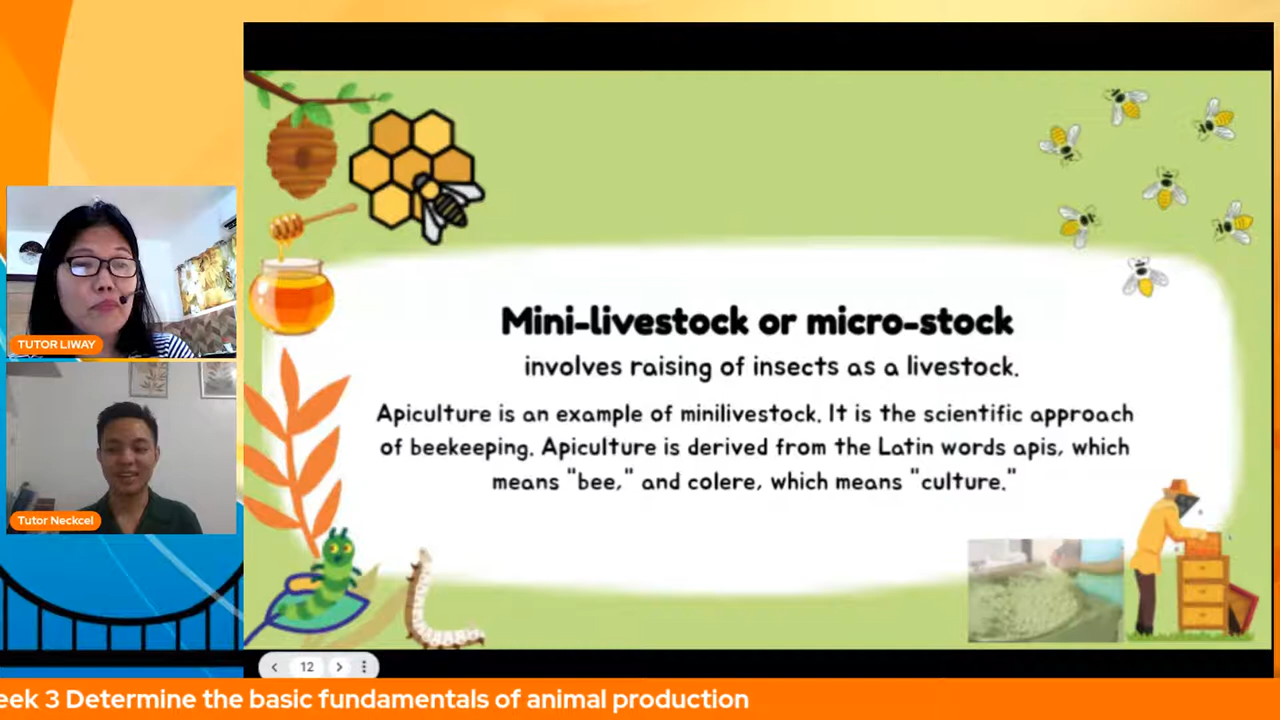 Mini-livestock or micro-stock
involves raising of insects as a livestock.
Apiculture is an example of minilivestock. It is the scientific approach
of beekeeping. Apiculture is derived from the Latin words apis, which
means "bee," and colere, which means "culture."
TUTOR LIWAY
Tutor Neckcel
12
eek 3 Determine the basic fundamentals of animal production